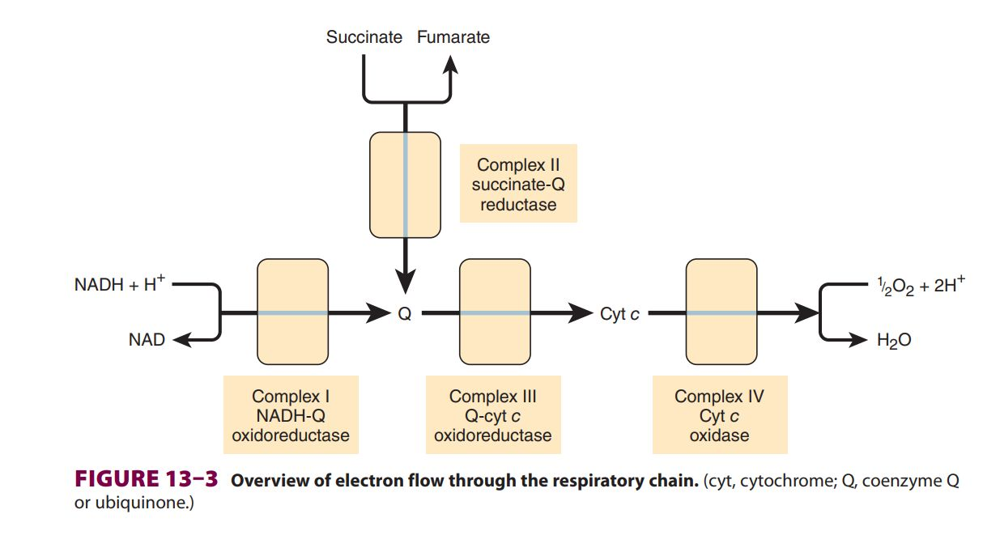 Succinate Fumarate
Complex II
succinate-Q
reductase
NADH + H⁺
NAD
Q
Cyt c
½O₂ + 2H⁺
H₂O
Complex I
NADH-Q
oxidoreductase
Complex III
Q-cyt c
oxidoreductase
Complex IV
Cyt c
oxidase
FIGURE 13–3 Overview of electron flow through the respiratory chain. (cyt, cytochrome; Q, coenzyme Q
or ubiquinone.)